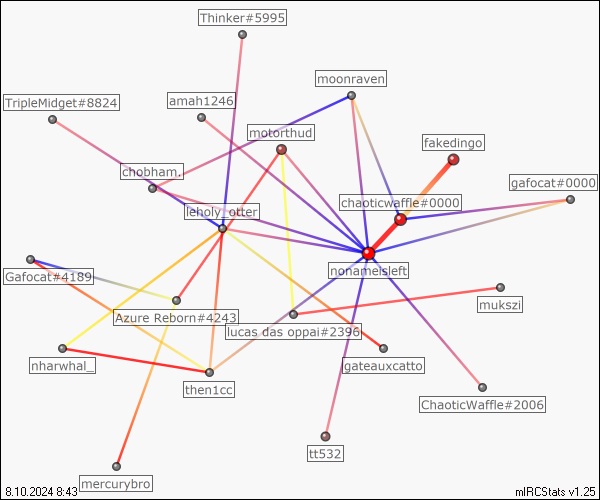 Thinker#5995
moonraven
TripleMidget#8824
amah1246
motorthud
fakedingo
chobham.
gafocat#0000
chaoticwaffle#0000
leholy_otter
nonameisleft
Gafocat#4189
mukszi
Azure Reborn#4243
lucas das oppai#2396
nharwhal_
gateauxcatto
then1cc
ChaoticWaffle#2006
tt532
mercurybro
8.10.2024 8:43
mIRCStats v1.25